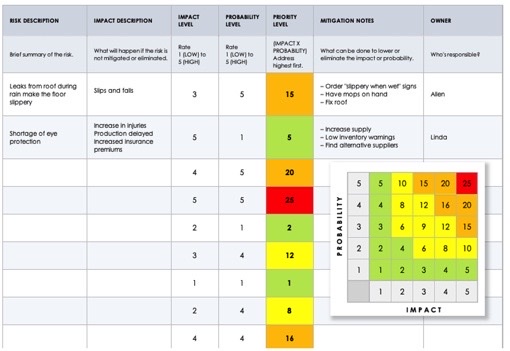 RISK DESCRIPTION
IMPACT DESCRIPTION
IMPACT
LEVEL
PROBABILITY
LEVEL
PRIORITY
LEVEL
MITIGATION NOTES
OWNER
Brief summary of the risk.
What will happen if the risk is
not mitigated or eliminated.
Rate
1 (LOW) to
5 (HIGH)
Rate
1 (LOW) to
5 (HIGH)
(IMPACT X
PROBABILITY)
Address
highest first.
What can be done to lower or
eliminate the impact or probability.
Who's responsible?
Leaks from roof during
rain make the floor
slippery
Slips and falls
3
5
15
– Order "slippery when wet" signs
– Have mops on hand
– Fix roof
Allen
Shortage of eye
protection
Increase in injuries
Production delayed
Increased insurance
premiums
5
1
5
– Increase supply
– Low inventory warnings
– Find alternative suppliers
Linda
4 5 20
5 5 25
2 1 2
3 4 12
1 1 1
2 4 8
4 4 16
PROBABILITY
5 5 10 15 20 25
4 4 8 12 16 20
3 3 6 9 12 15
2 2 4 6 8 10
1 1 2 3 4 5
1 2 3 4 5
IMPACT